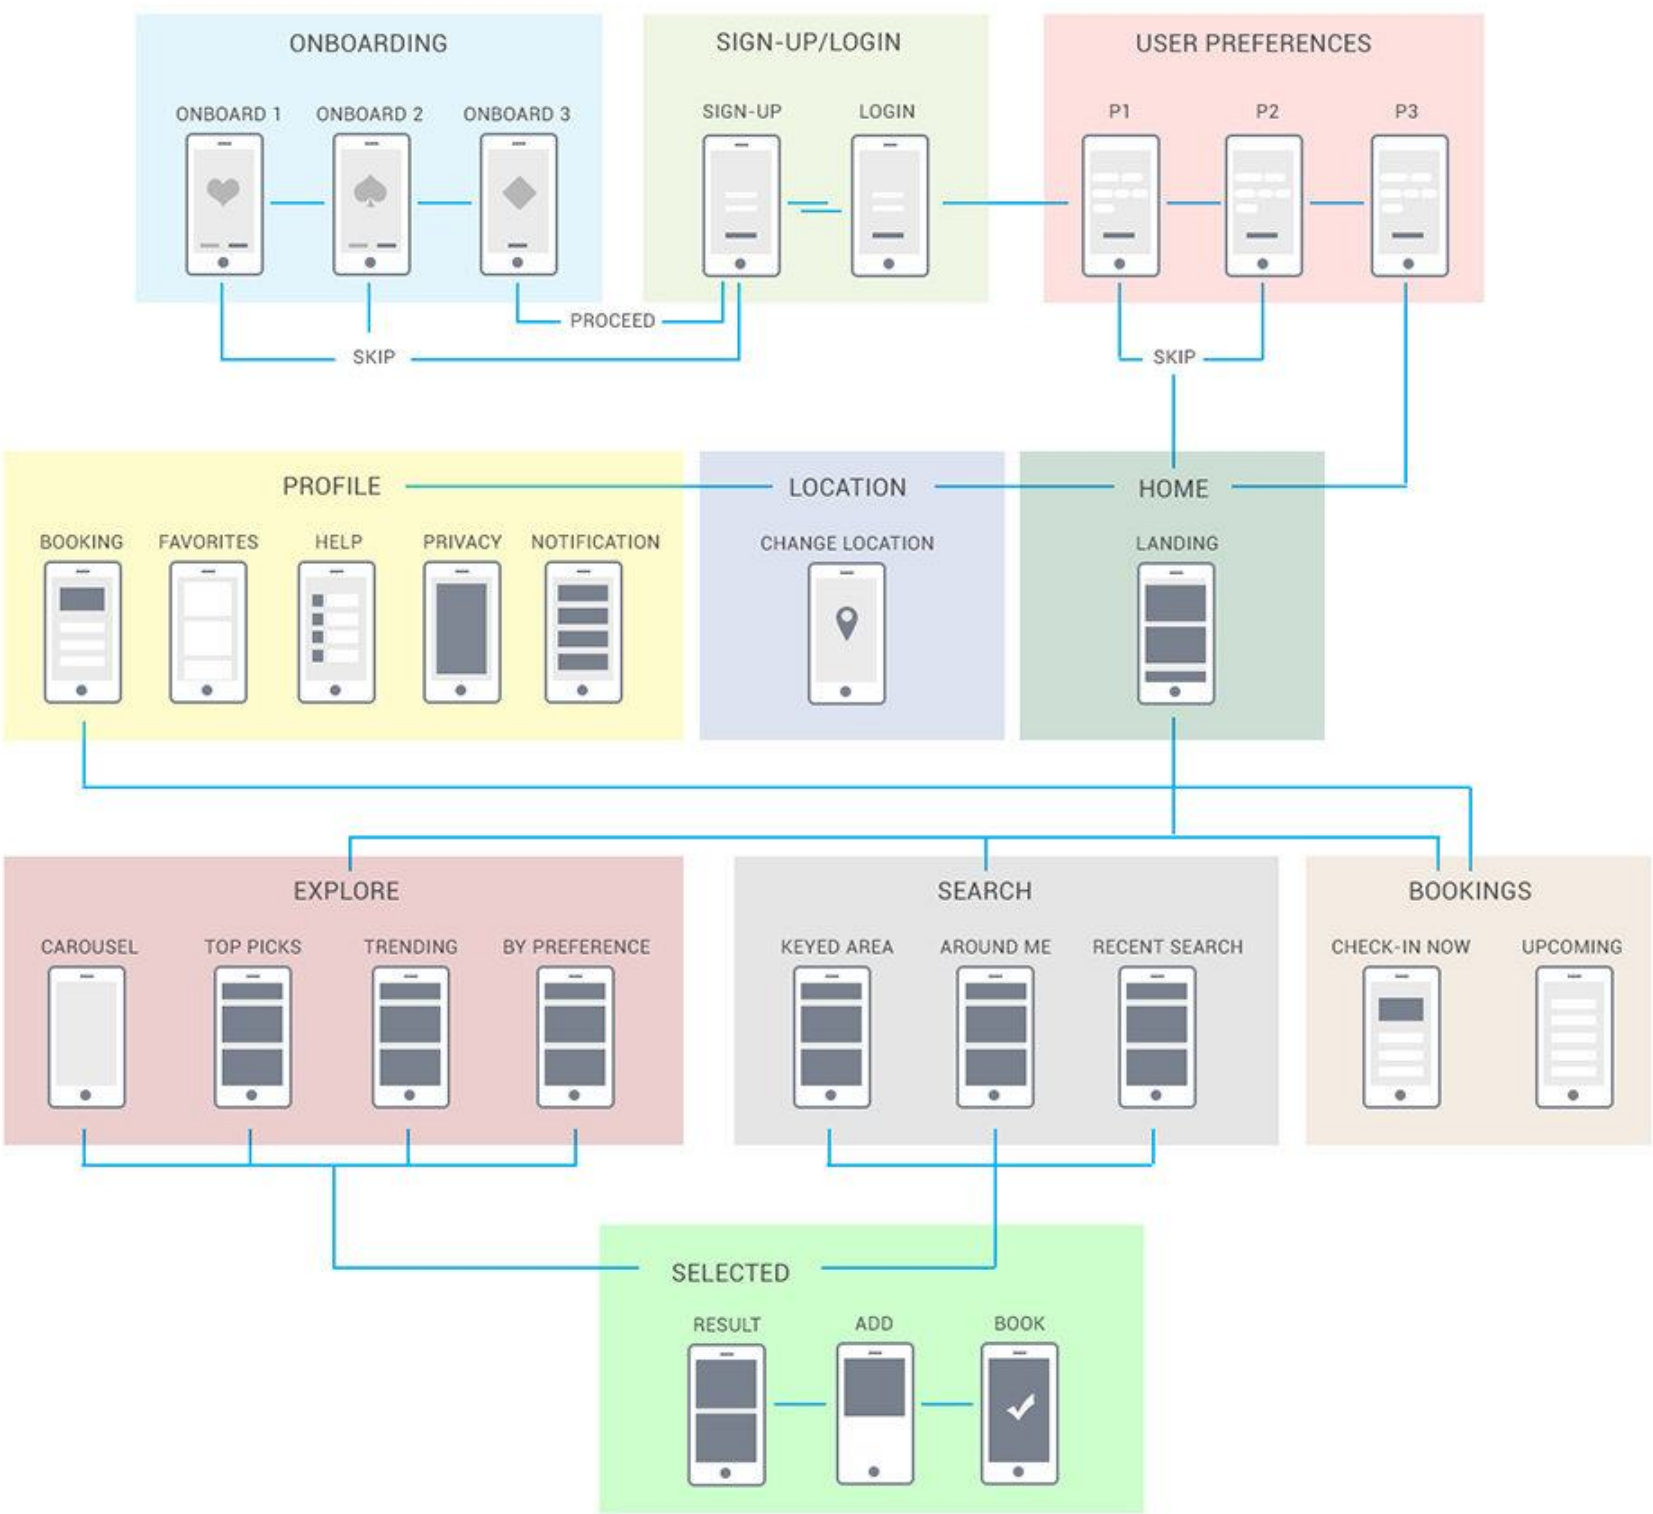 ONBOARDING
ONBOARD 1
ONBOARD 2
ONBOARD 3
SIGN-UP/LOGIN
SIGN-UP
LOGIN
USER PREFERENCES
P1
P2
P3
PROCEED
SKIP
SKIP
PROFILE
BOOKING
FAVORITES
HELP
PRIVACY
NOTIFICATION
LOCATION
CHANGE LOCATION
HOME
LANDING
EXPLORE
CAROUSEL
TOP PICKS
TRENDING
BY PREFERENCE
SEARCH
KEYED AREA
AROUND ME
RECENT SEARCH
BOOKINGS
CHECK-IN NOW
UPCOMING
SELECTED
RESULT
ADD
BOOK